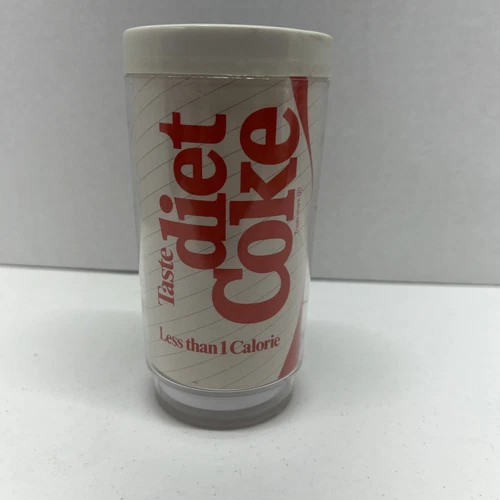 Taste
diet
Coke
Less than 1 Calorie